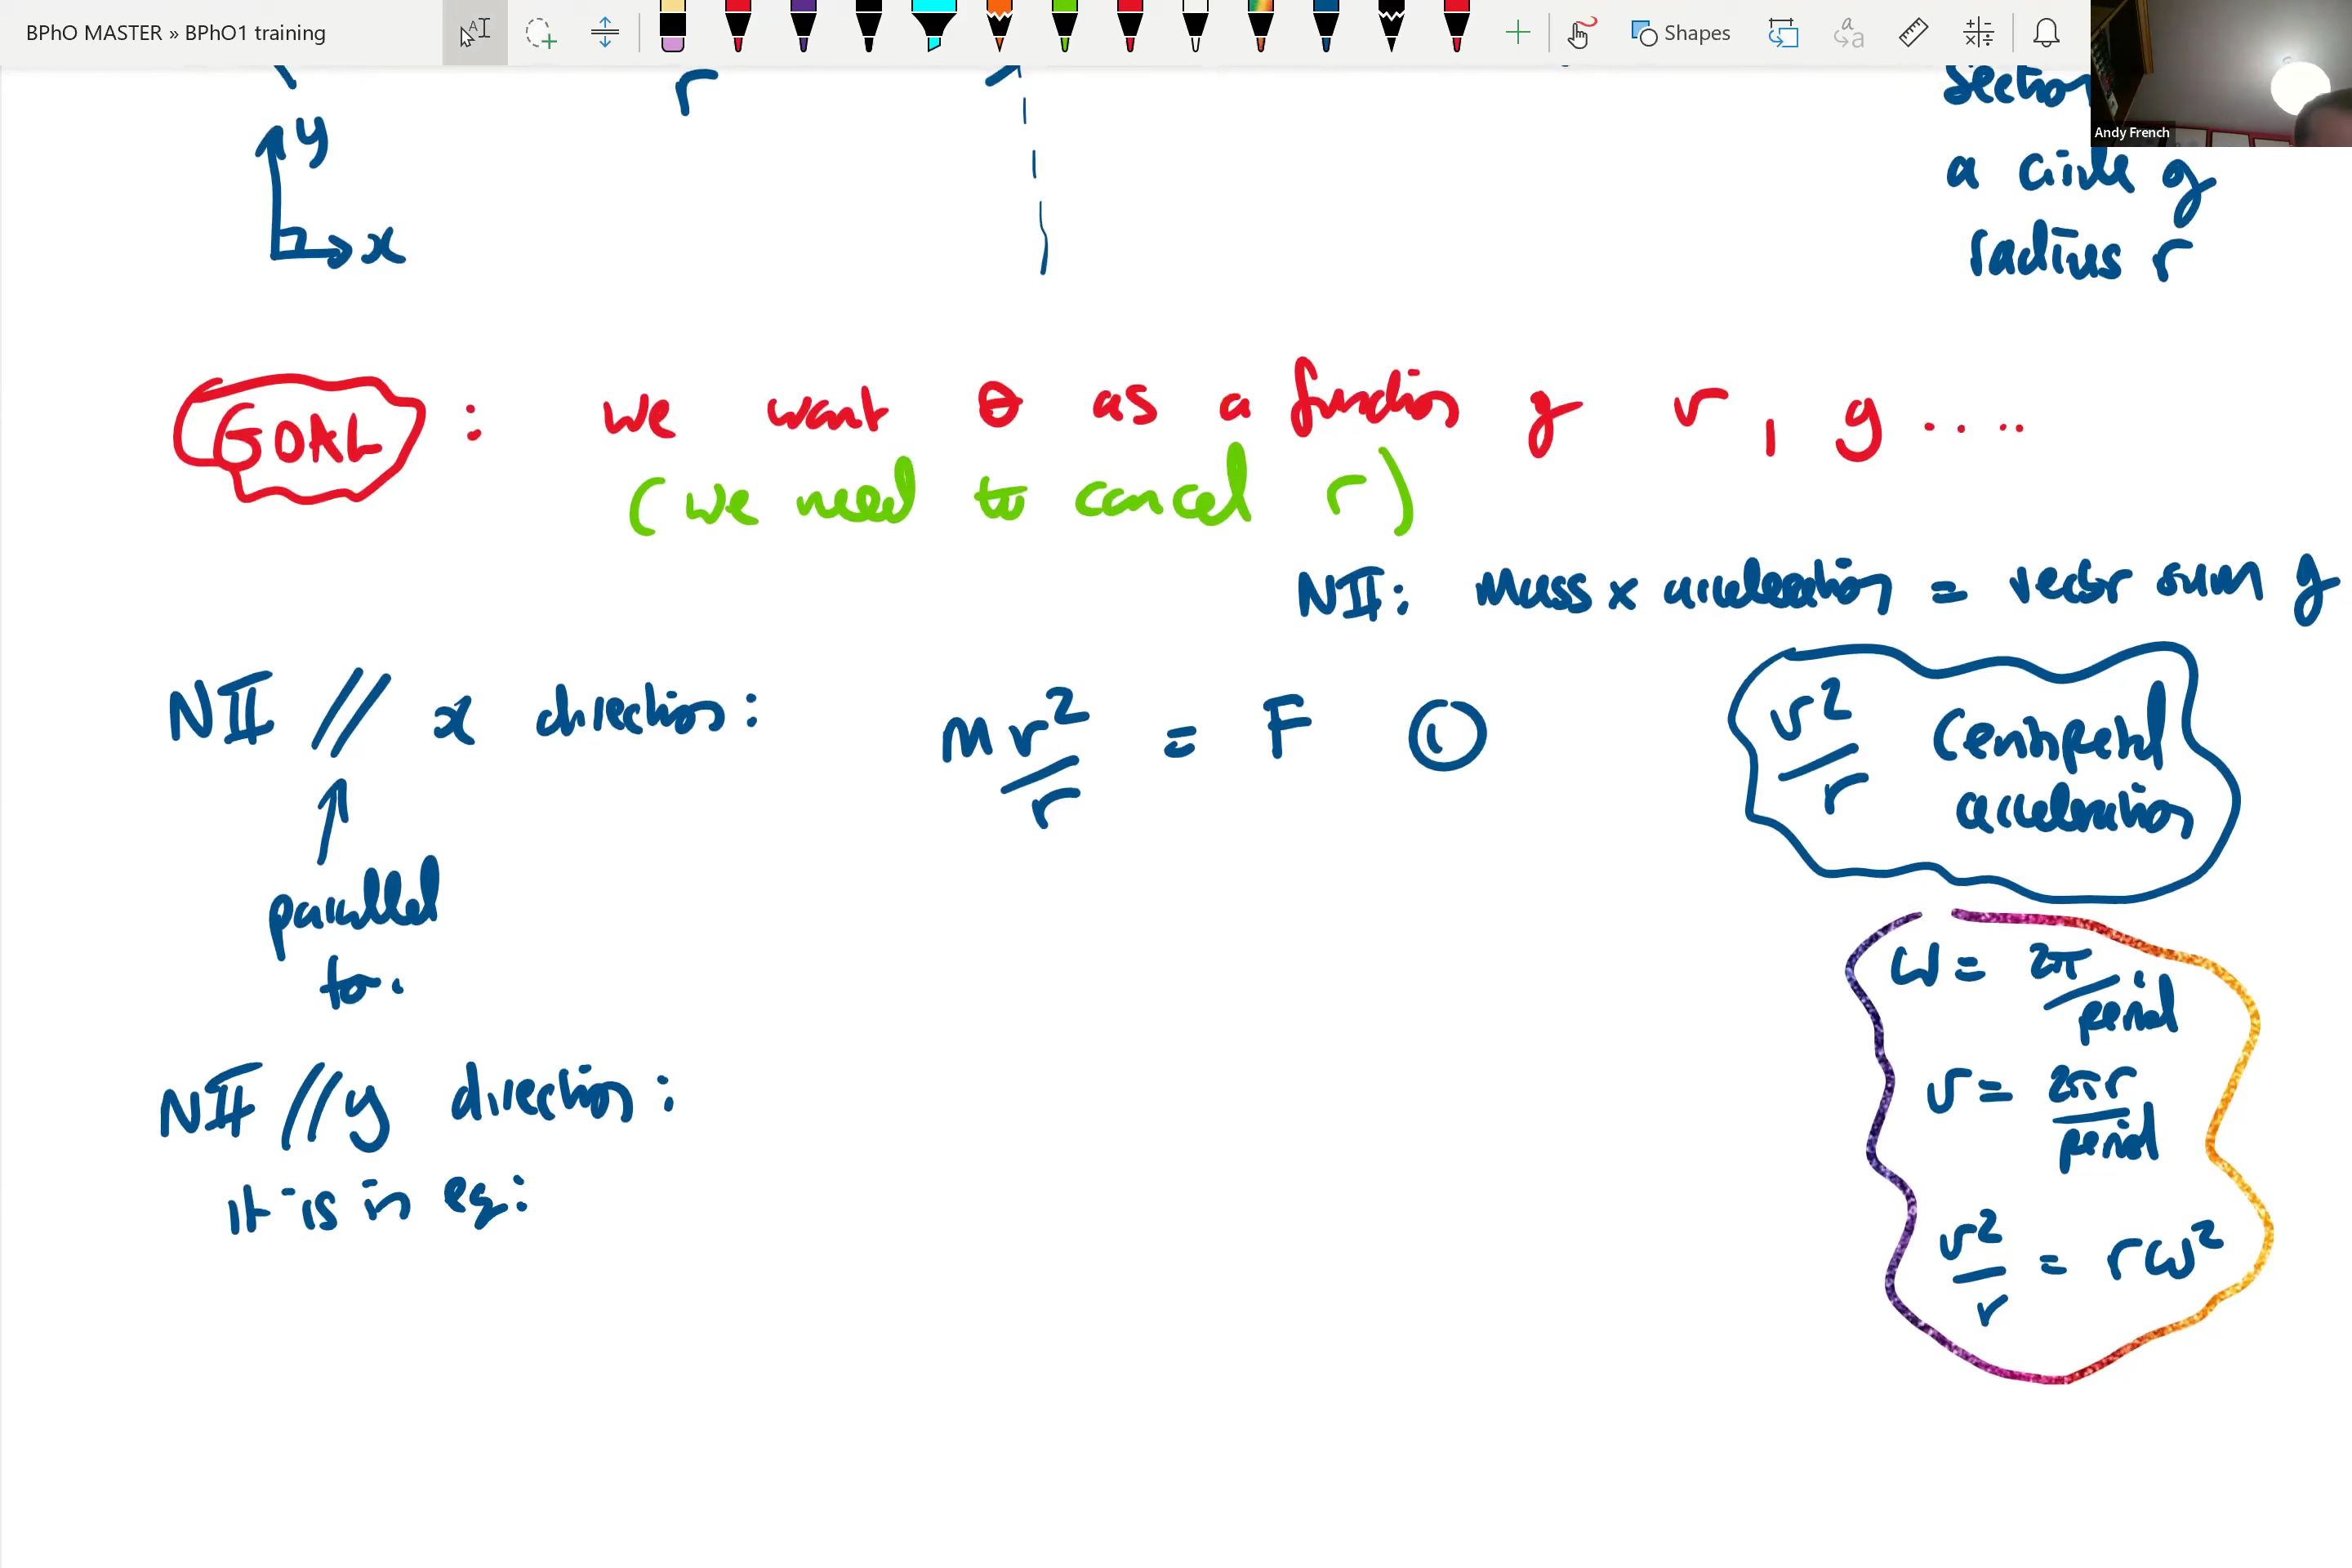 BPhO MASTER » BPhO1 training
Shapes
Andy French
section
a circle of
radius r
y
x
r
GOAL : we want θ as a function of v, g ....
(we need to cancel r)
NII: Mass x acceleration = vector sum of
NII // x direction: m v²/r = F ①
v²/r Centripetal acceleration
parallel
to.
ω = 2π/period
v = 2πr/period
v²/r = rω²
NII // y direction:
it is in eq: